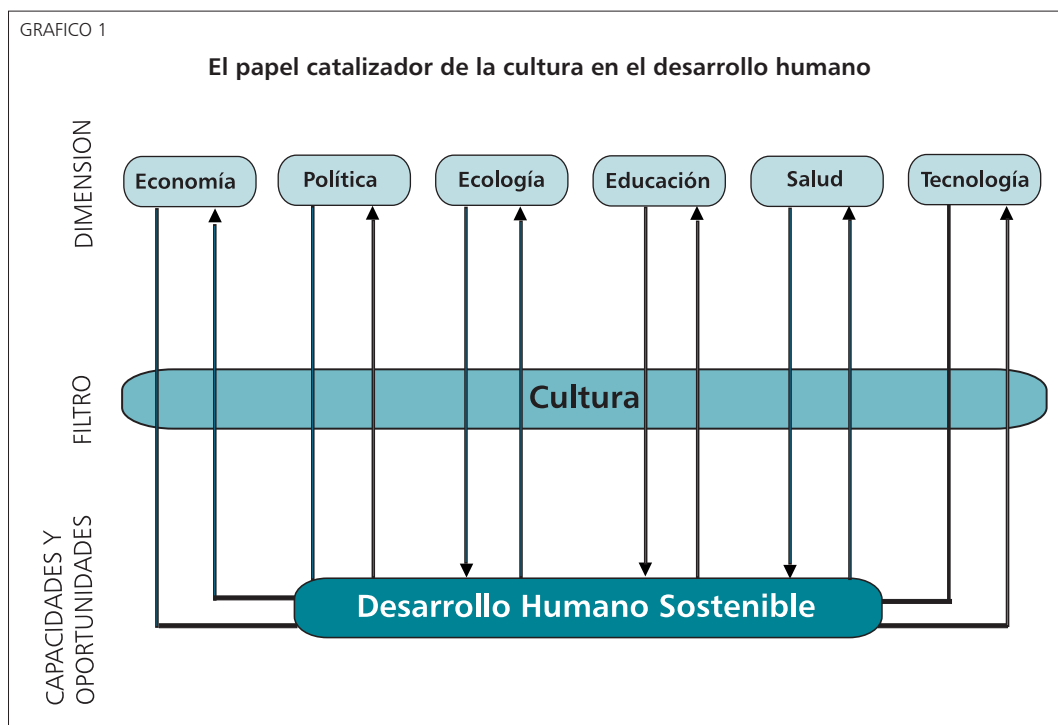 GRAFICO 1
El papel catalizador de la cultura en el desarrollo humano
DIMENSION
Economía
Política
Ecología
Educación
Salud
Tecnología
FILTRO
Cultura
CAPACIDADES Y
OPORTUNIDADES
Desarrollo Humano Sostenible